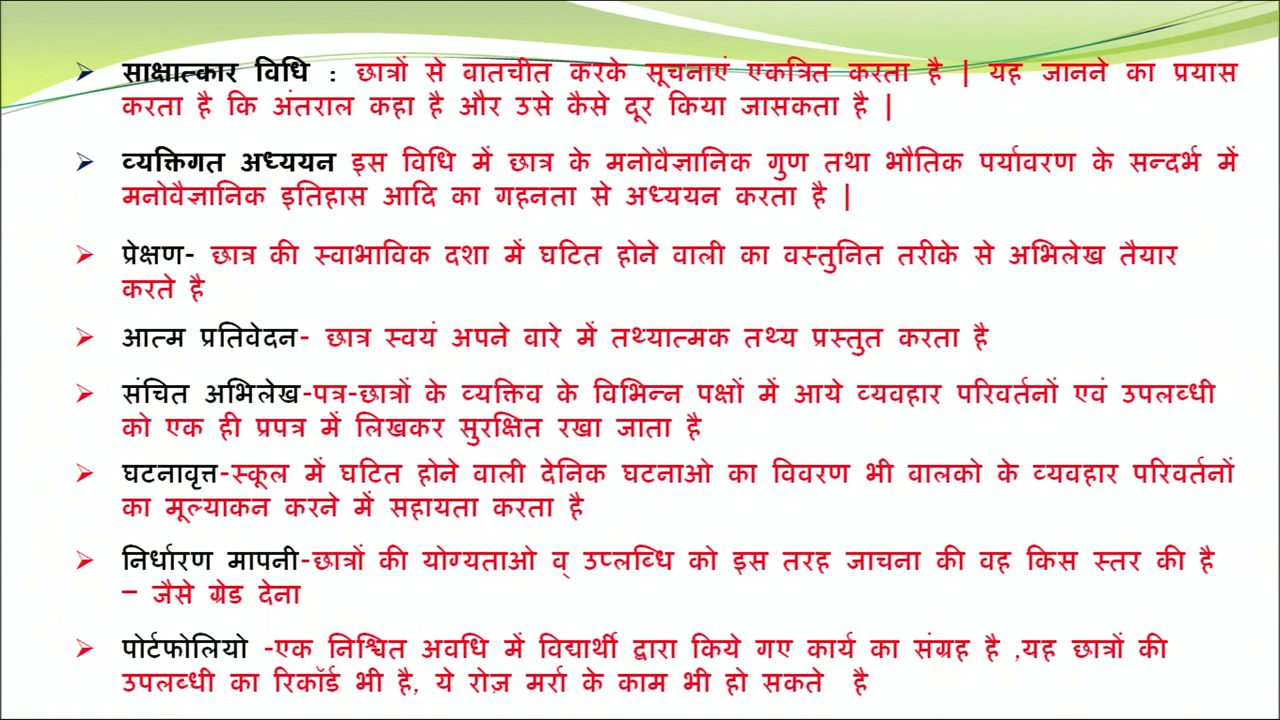 साक्षात्कार विधि : छात्रों से वातचीत करके सूचनाएं एकत्रित करता है | यह जानने का प्रयास
करता है कि अंतराल कहा है और उसे कैसे दूर किया जासकता है |
व्यक्तिगत अध्ययन इस विधि में छात्र के मनोवैज्ञानिक गुण तथा भौतिक पर्यावरण के सन्दर्भ में
मनोवैज्ञानिक इतिहास आदि का गहनता से अध्ययन करता है |
प्रेक्षण- छात्र की स्वाभाविक दशा में घटित होने वाली का वस्तुनित तरीके से अभिलेख तैयार
करते है
आत्म प्रतिवेदन- छात्र स्वयं अपने बारे में तथ्यात्मक तथ्य प्रस्तुत करता है
संचित अभिलेख-पत्र-छात्रों के व्यक्तिव के विभिन्न पक्षों में आये व्यवहार परिवर्तनों एवं उपलब्धी
को एक ही प्रपत्र में लिखकर सुरक्षित रखा जाता है
घटनावृत्त-स्कूल में घटित होने वाली देनिक घटनाओ का विवरण भी वालको के व्यवहार परिवर्तनों
का मूल्याकन करने में सहायता करता है
निर्धारण मापनी-छात्रों की योग्यताओ व् उप्लब्धि को इस तरह जाचना की वह किस स्तर की है
– जैसे ग्रेड देना
पोर्टफोलियो -एक निश्चित अवधि में विद्यार्थी द्वारा किये गए कार्य का संग्रह है ,यह छात्रों की
उपलब्धी का रिकॉर्ड भी है, ये रोज़ मर्रा के काम भी हो सकते है